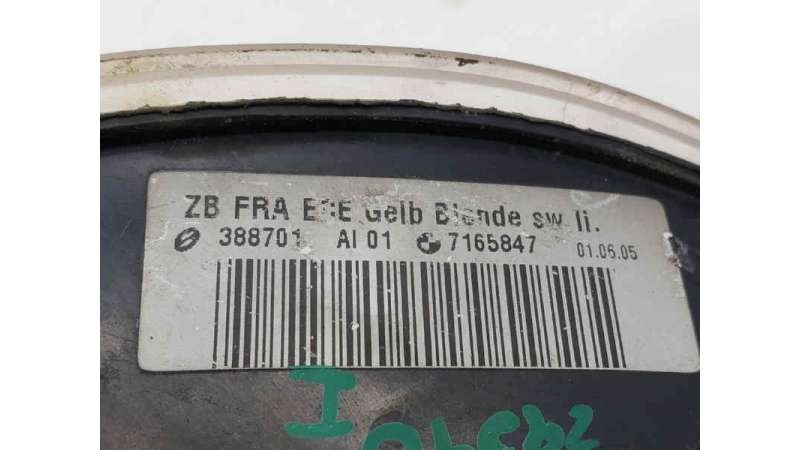 ZB FRA ECE Gelb Blende sw li.
388701 AI 01 7165847 01.06.05
I